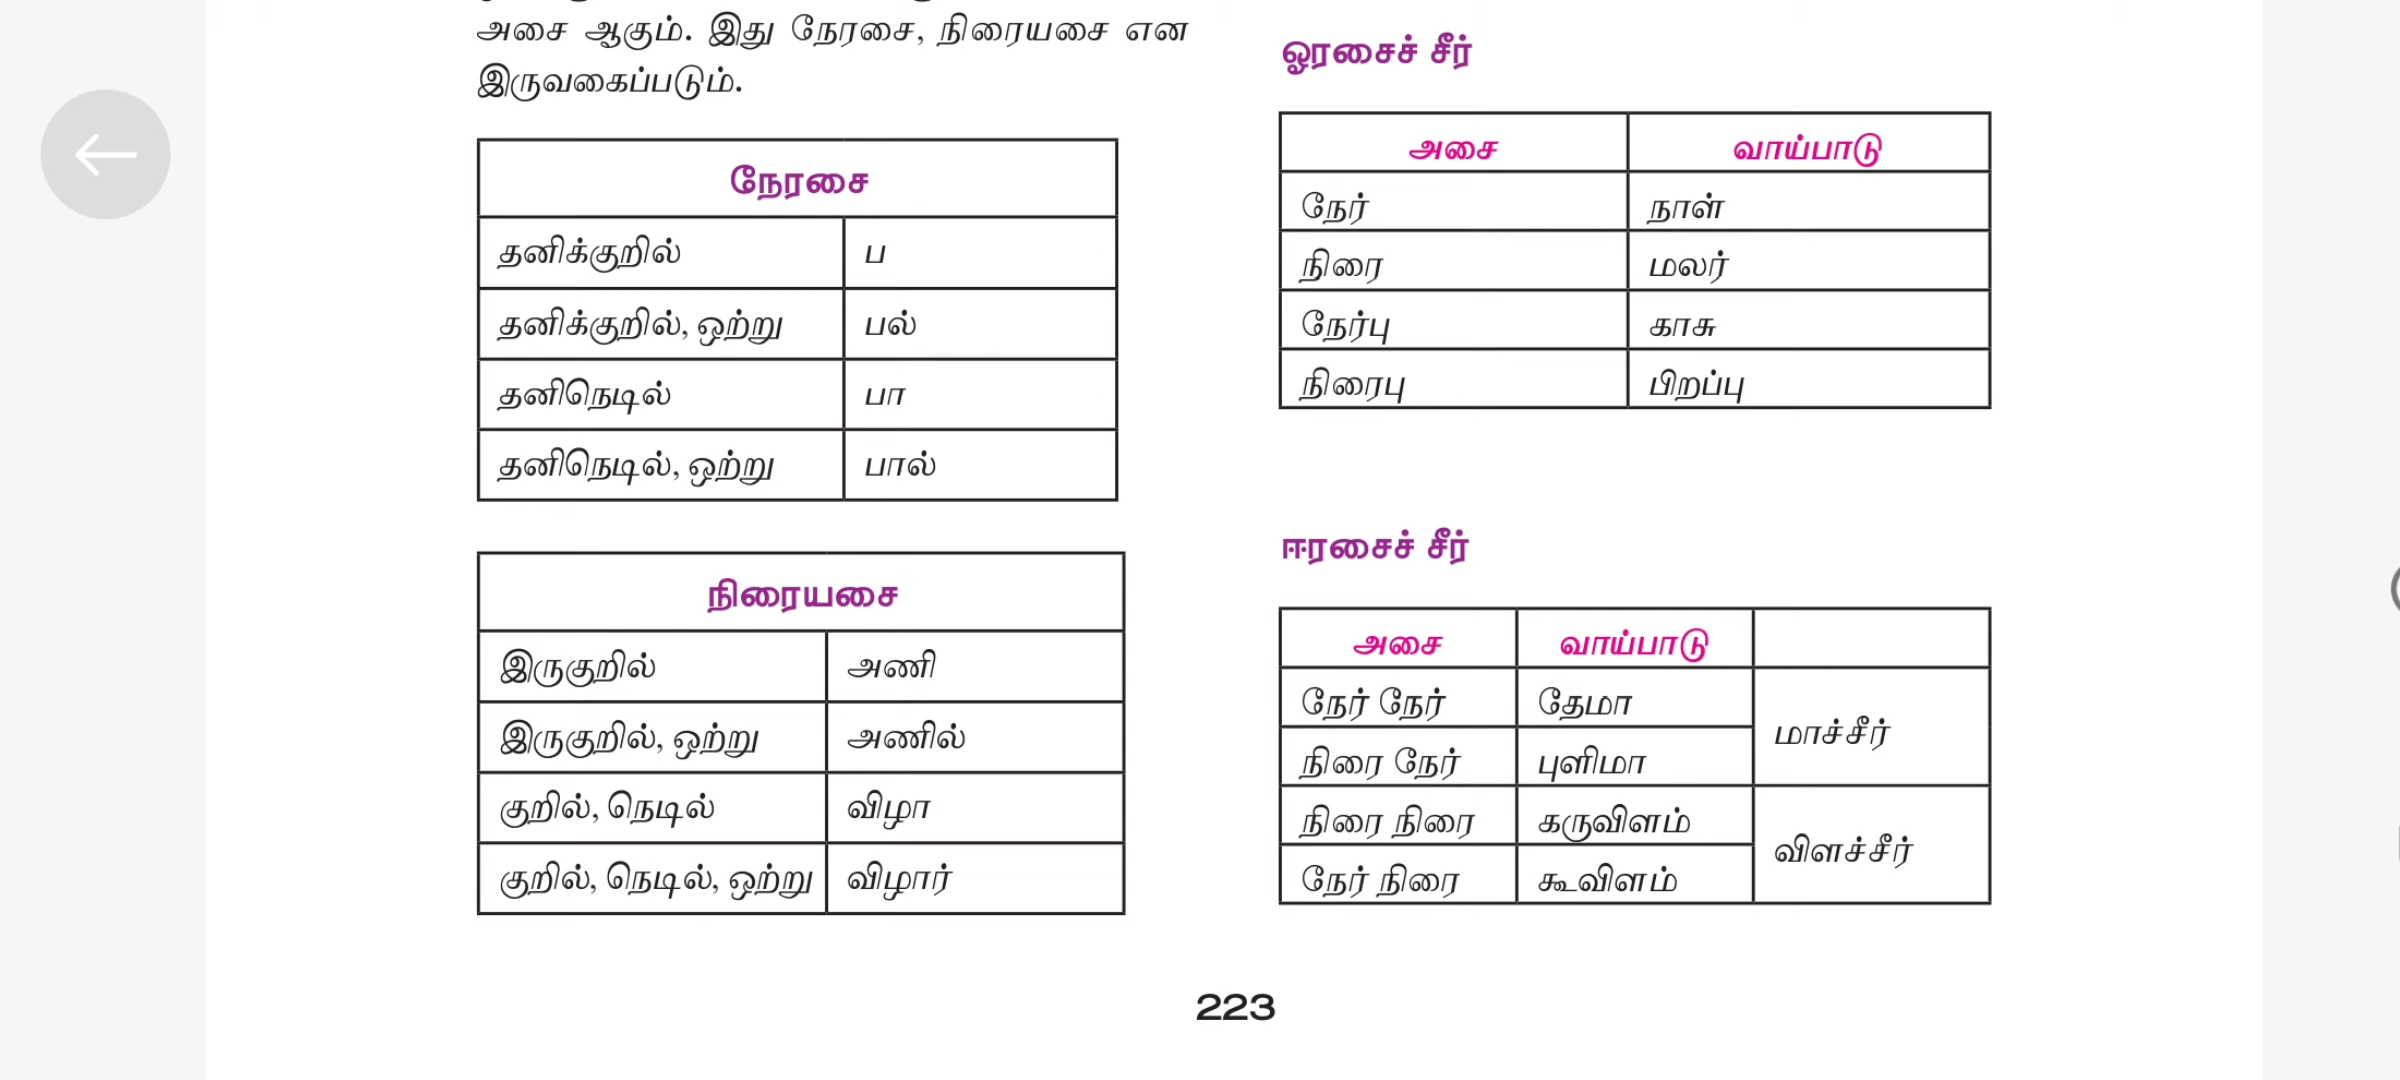 அசை ஆகும். இது நேரசை, நிரையசை என
இருவகைப்படும்.
நேரசை
தனிக்குறில் ப
தனிக்குறில், ஒற்று பல்
தனிநெடில் பா
தனிநெடில், ஒற்று பால்
நிரையசை
இருகுறில் அணி
இருகுறில், ஒற்று அணில்
குறில், நெடில் விழா
குறில், நெடில், ஒற்று விழார்
ஓரசைச் சீர்
அசை வாய்பாடு
நேர் நாள்
நிரை மலர்
நேர்பு காசு
நிரைபு பிறப்பு
ஈரசைச் சீர்
அசை வாய்பாடு
நேர் நேர் தேமா
மாச்சீர்
நிரை நேர் புளிமா
நிரை நிரை கருவிளம்
விளச்சீர்
நேர் நிரை கூவிளம்
223